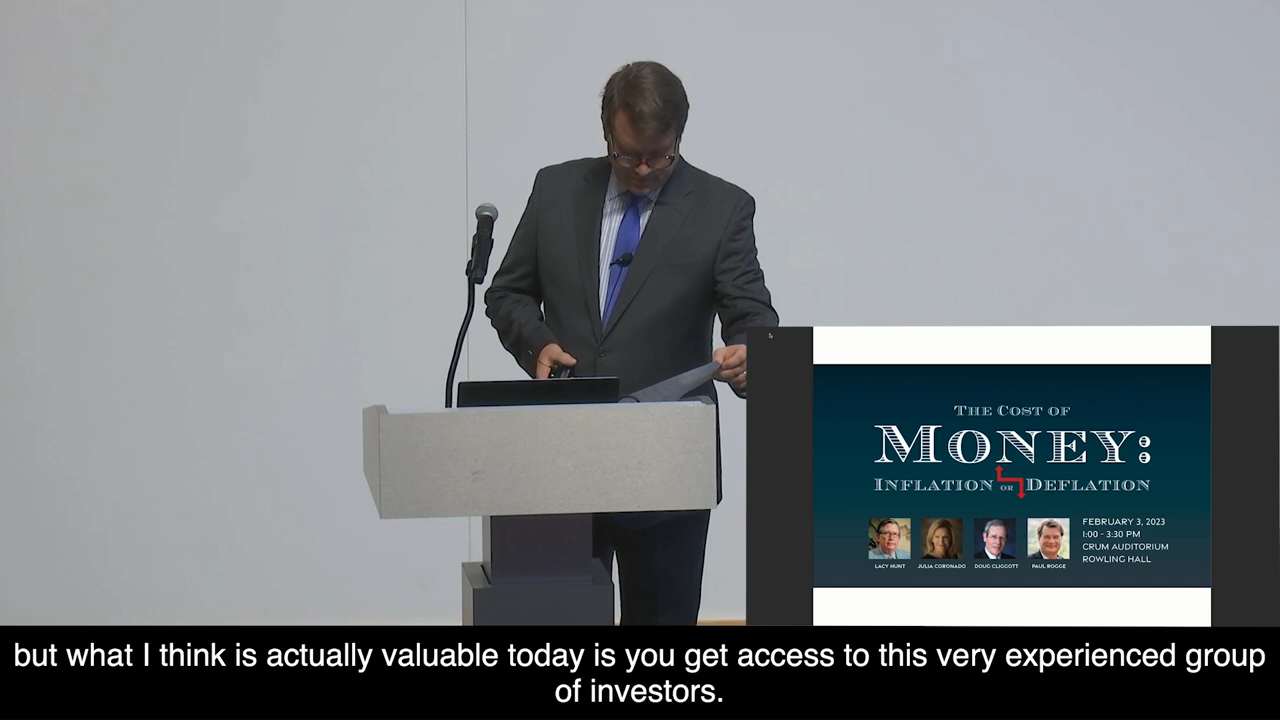 The Cost of
Money:
Inflation or Deflation
LACY HUNT
JULIA CORONADO
DOUG CLIGGOTT
PAUL ROGGE
FEBRUARY 3, 2023
1:00 - 3:30 PM
CRUM AUDITORIUM
ROWLING HALL
but what I think is actually valuable today is you get access to this very experienced group
of investors.